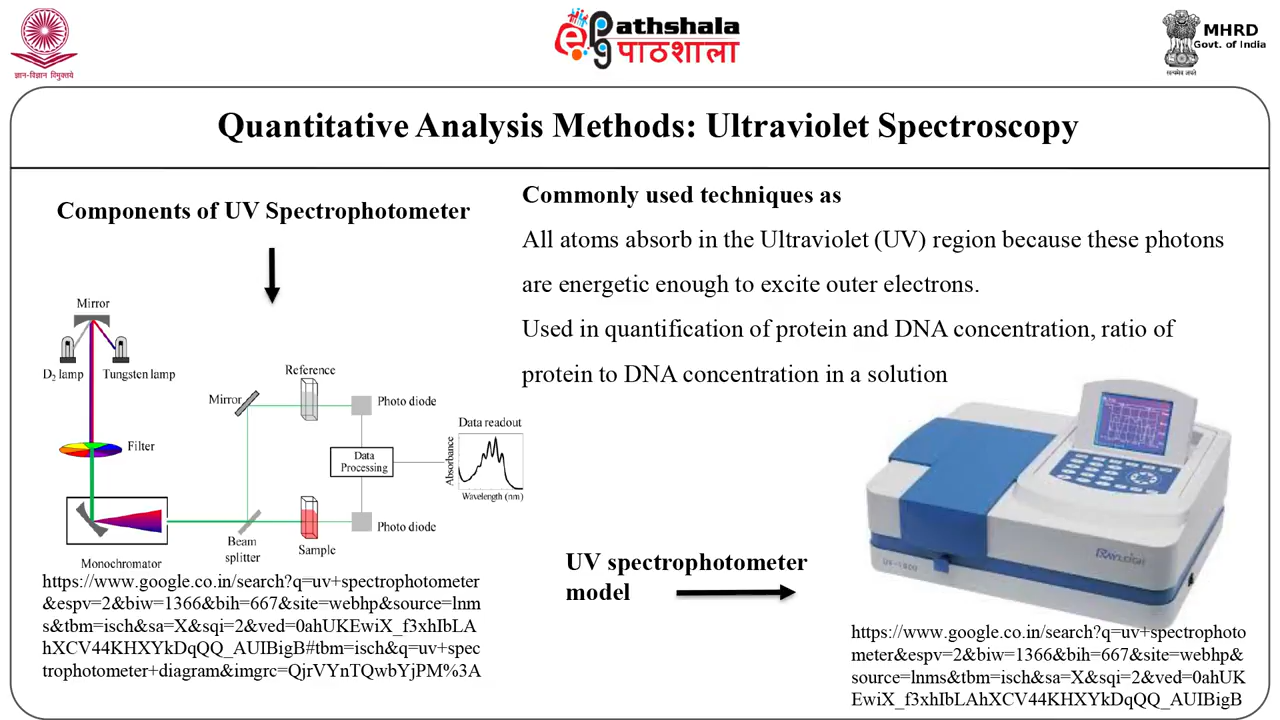 ज्ञान-विज्ञान विमुक्तये
ePathshala
पाठशाला
MHRD
Govt. of India
सत्यमेव जयते
Quantitative Analysis Methods: Ultraviolet Spectroscopy
Components of UV Spectrophotometer
Mirror
D2 lamp
Tungsten lamp
Filter
Monochromator
Mirror
Reference
Photo diode
Data
Processing
Data readout
Absorbance
Wavelength (nm)
Beam
splitter
Sample
Photo diode
https://www.google.co.in/search?q=uv+spectrophotometer
&espv=2&biw=1366&bih=667&site=webhp&source=lnm
s&tbm=isch&sa=X&sqi=2&ved=0ahUKEwiX_f3xhIbLA
hXCV44KHXYkDqQQ_AUIBigB#tbm=isch&q=uv+spec
trophotometer+diagram&imgrc=QjrVYnTQwbYjPM%3A
Commonly used techniques as
All atoms absorb in the Ultraviolet (UV) region because these photons
are energetic enough to excite outer electrons.
Used in quantification of protein and DNA concentration, ratio of
protein to DNA concentration in a solution
UV spectrophotometer
model
RAYLEIGH
https://www.google.co.in/search?q=uv+spectrophoto
meter&espv=2&biw=1366&bih=667&site=webhp&
source=lnms&tbm=isch&sa=X&sqi=2&ved=0ahUK
EwiX_f3xhIbLAhXCV44KHXYkDqQQ_AUIBigB